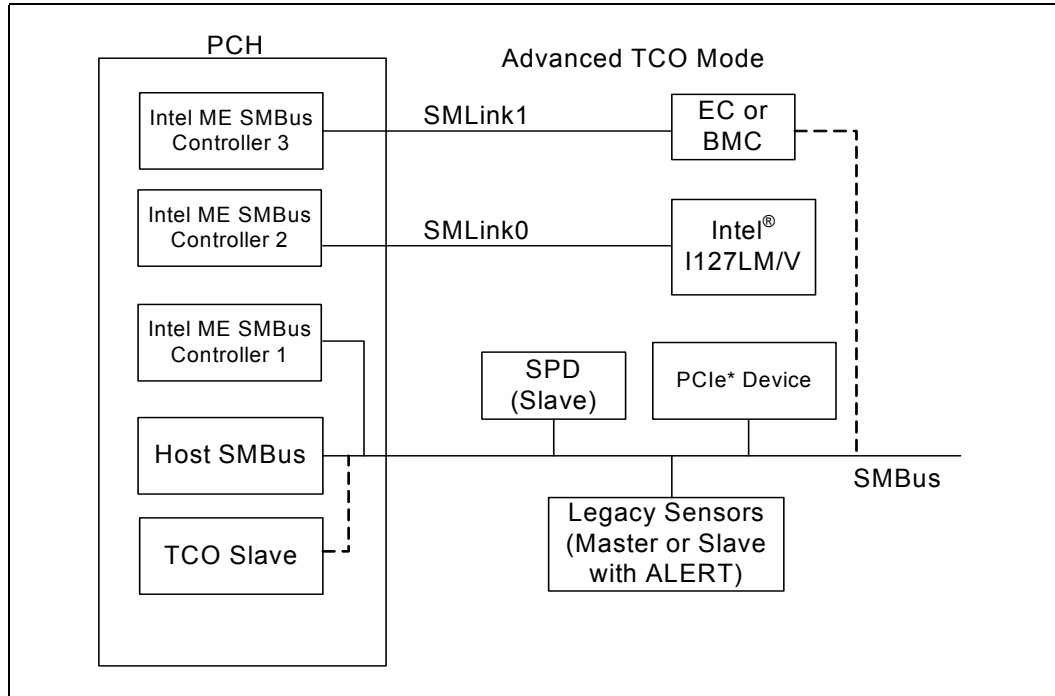 PCH
Advanced TCO Mode
Intel ME SMBus
Controller 3
SMLink1
EC or
BMC
Intel ME SMBus
Controller 2
SMLink0
Intel®
I127LM/V
Intel ME SMBus
Controller 1
SPD
(Slave)
PCIe* Device
Host SMBus
SMBus
Legacy Sensors
(Master or Slave
with ALERT)
TCO Slave